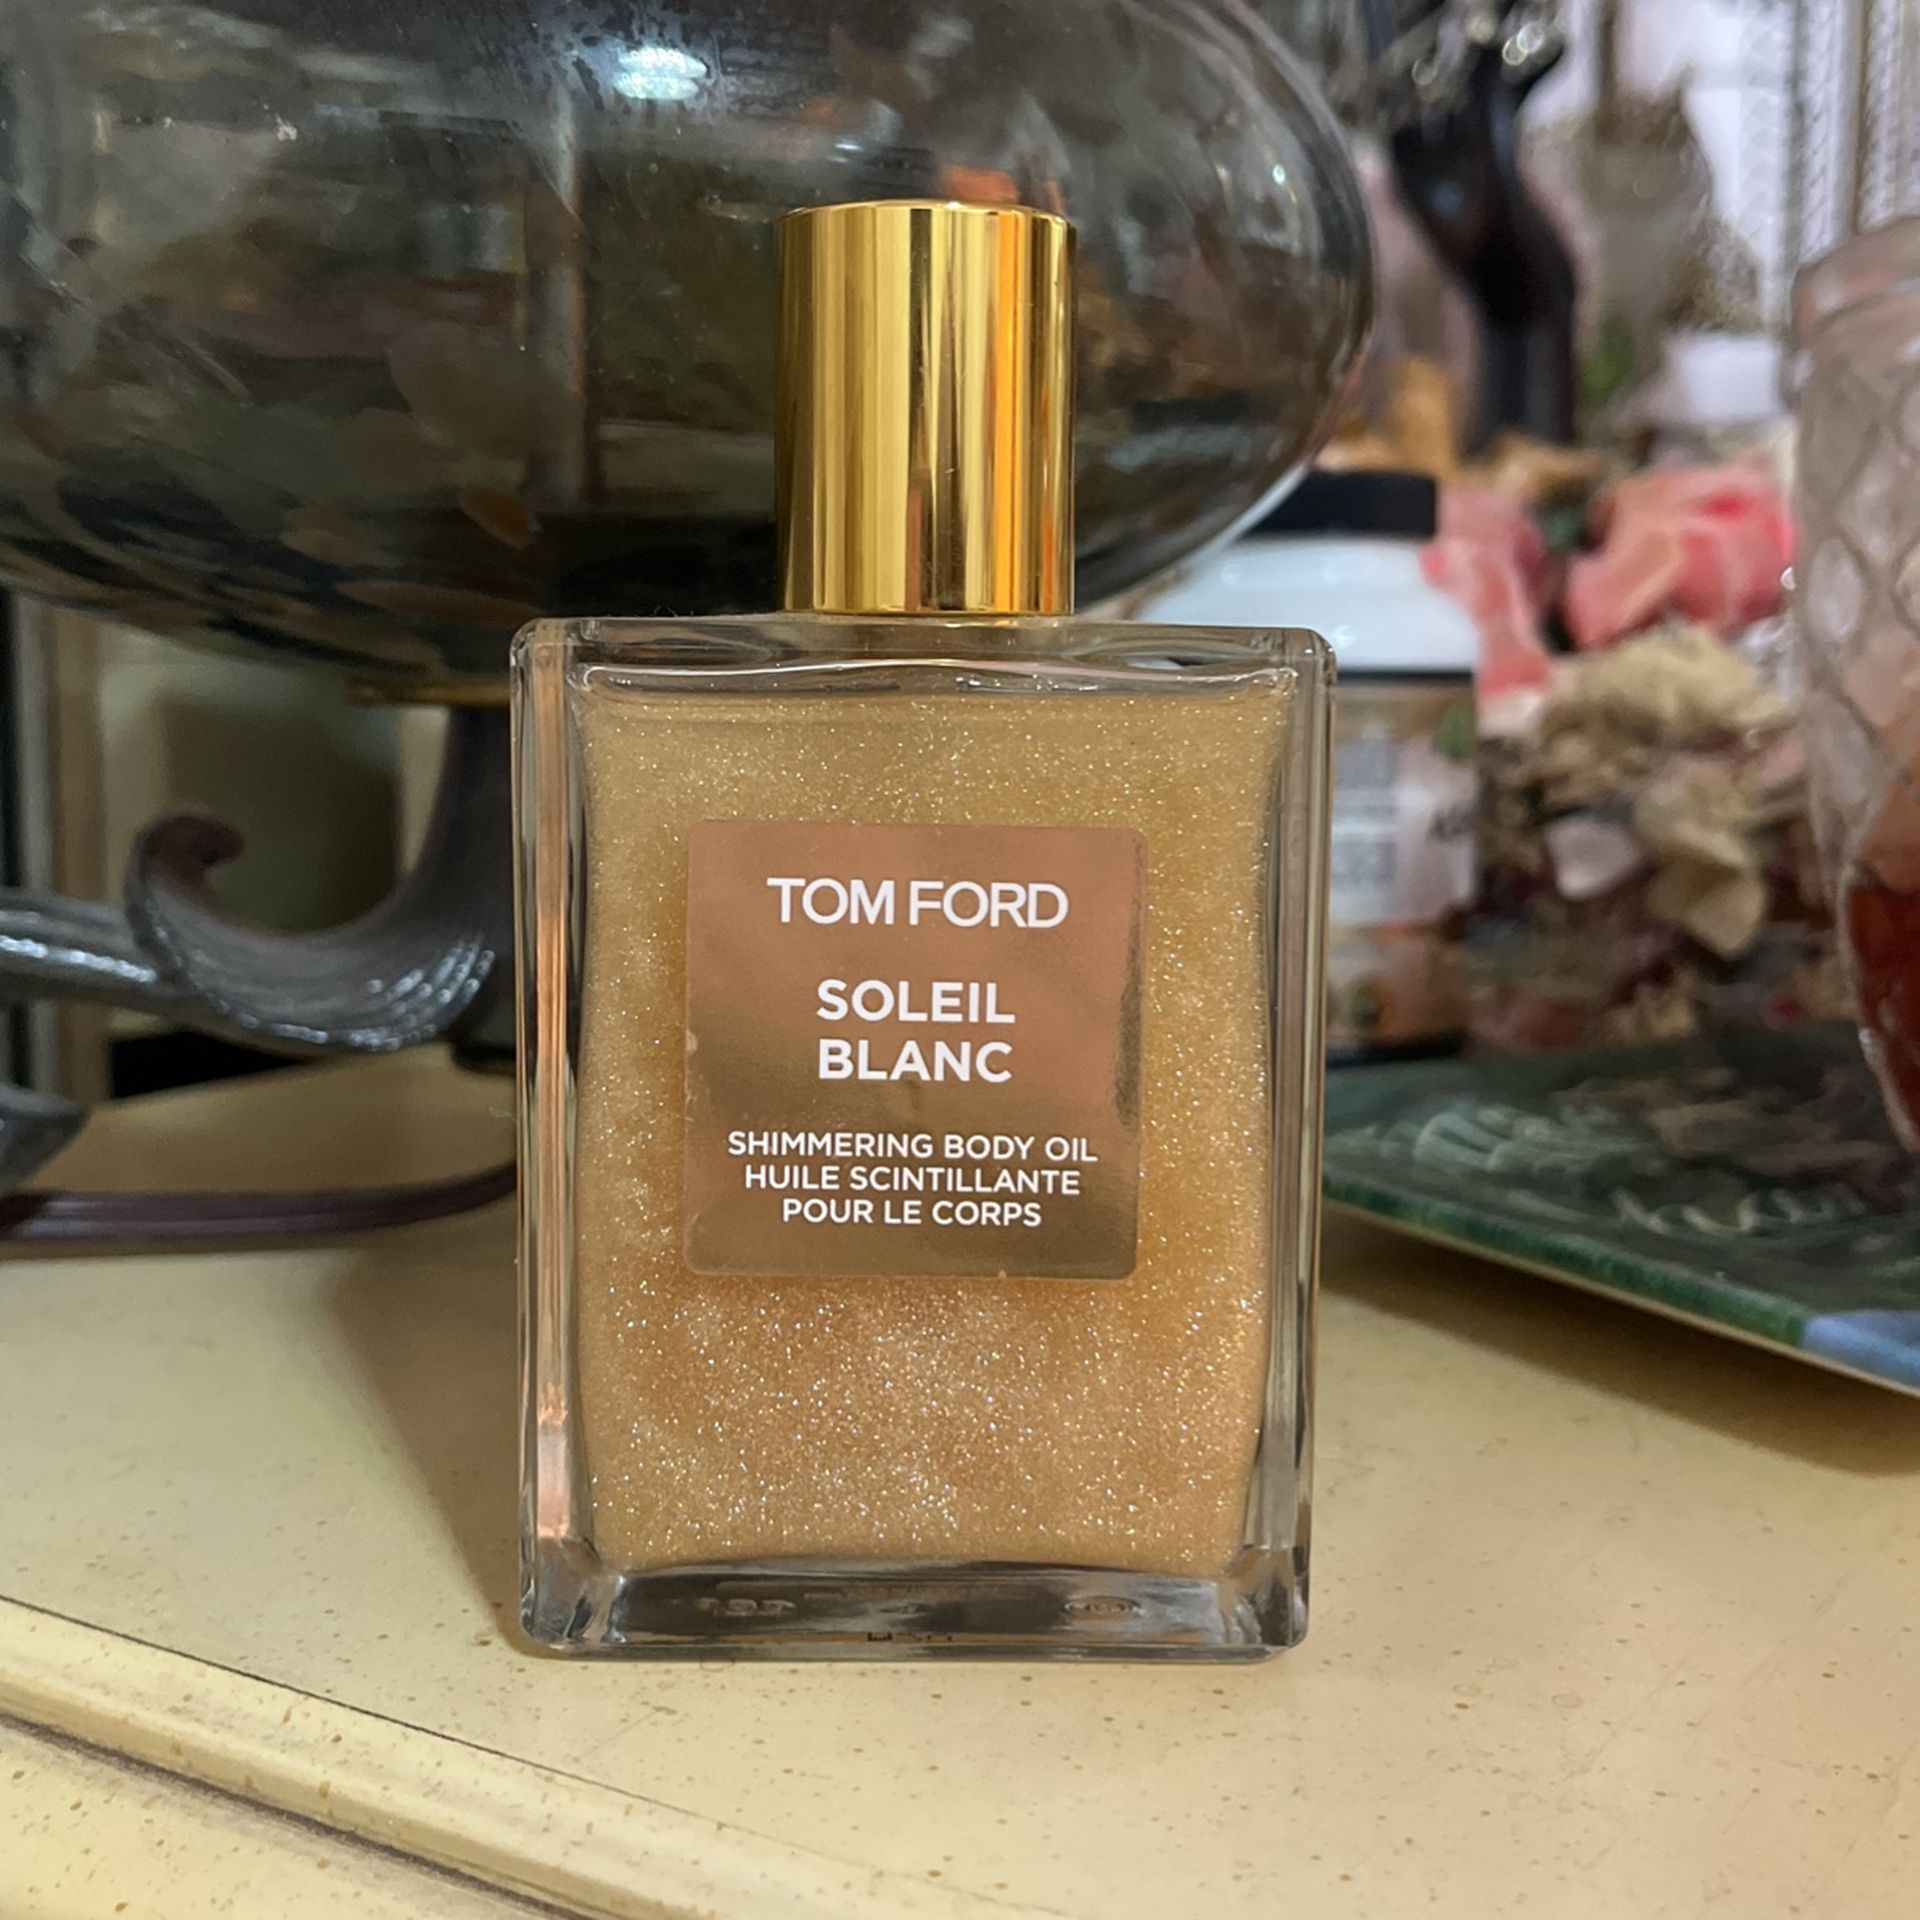 TOM FORD
SOLEIL
BLANC
SHIMMERING BODY OIL
HUILE SCINTILLANTE
POUR LE CORPS